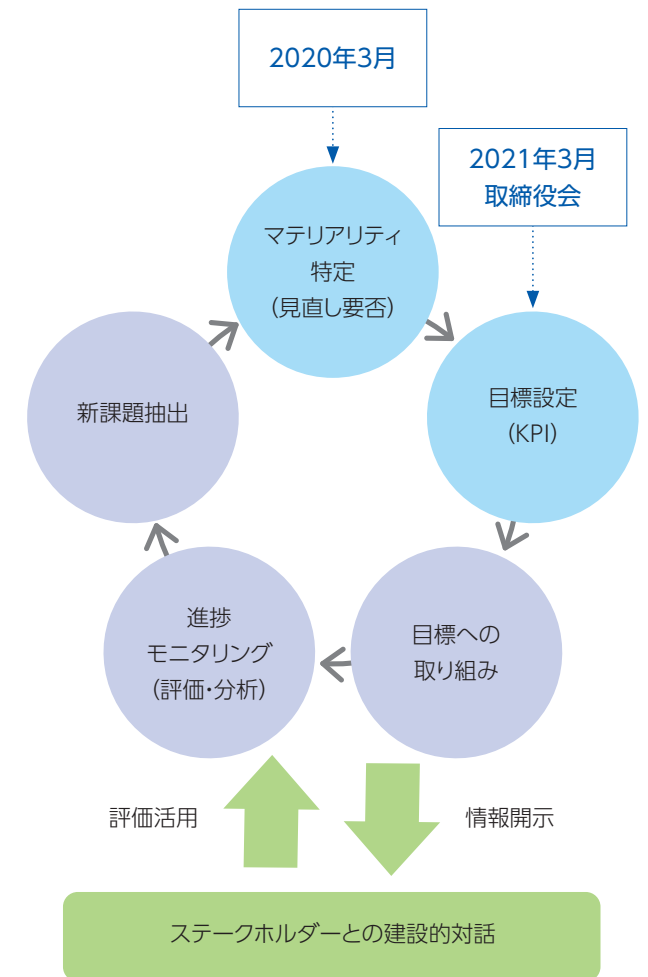 2020年3月
2021年3月
取締役会
マテリアリティ
特定
（見直し要否）
目標設定
（KPI）
新課題抽出
進捗
モニタリング
（評価・分析）
目標への
取り組み
評価活用
情報開示
ステークホルダーとの建設的対話